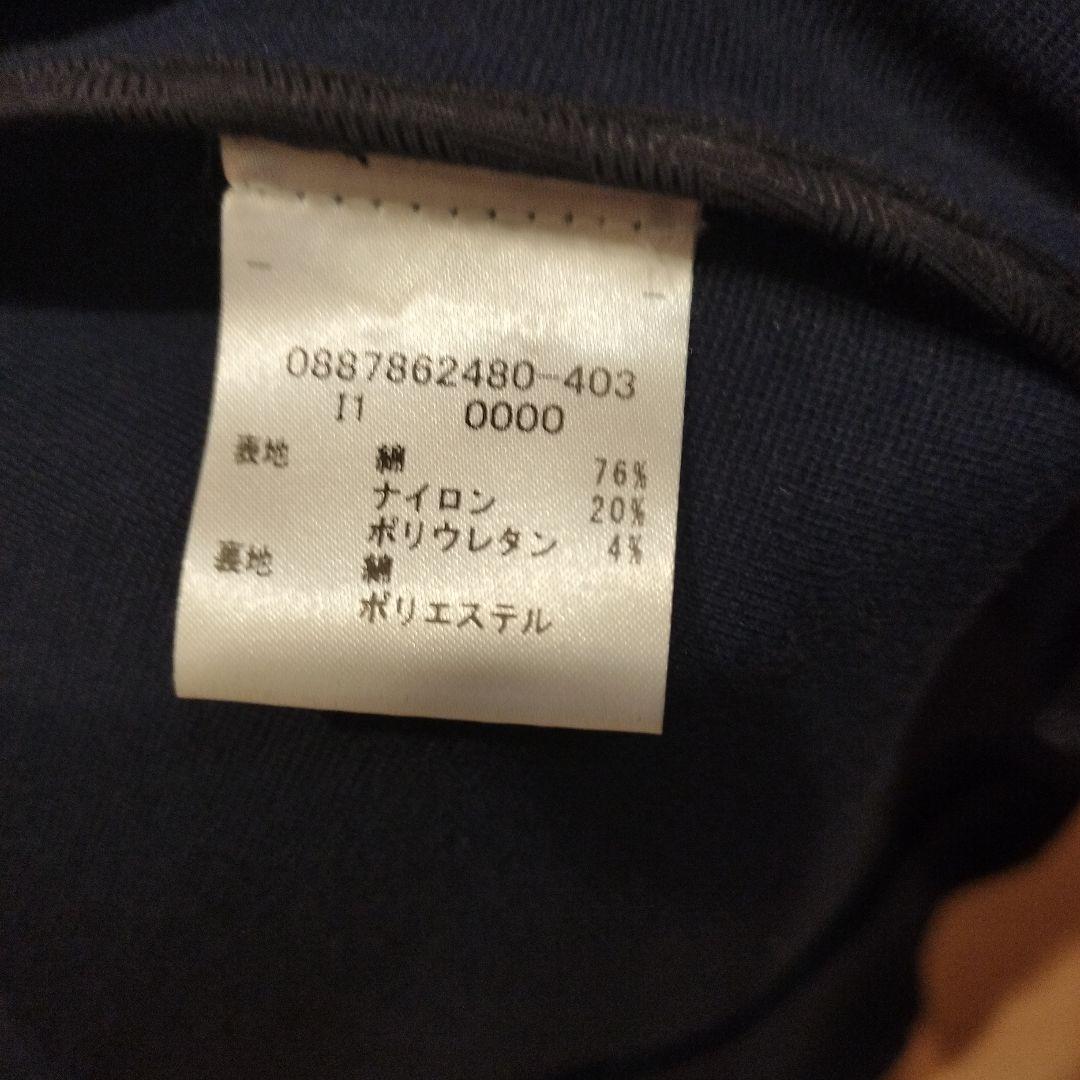 0887862480-403
I1 0000
表地 綿 76%
ナイロン 20%
ポリウレタン 4%
裏地 綿
ポリエステル